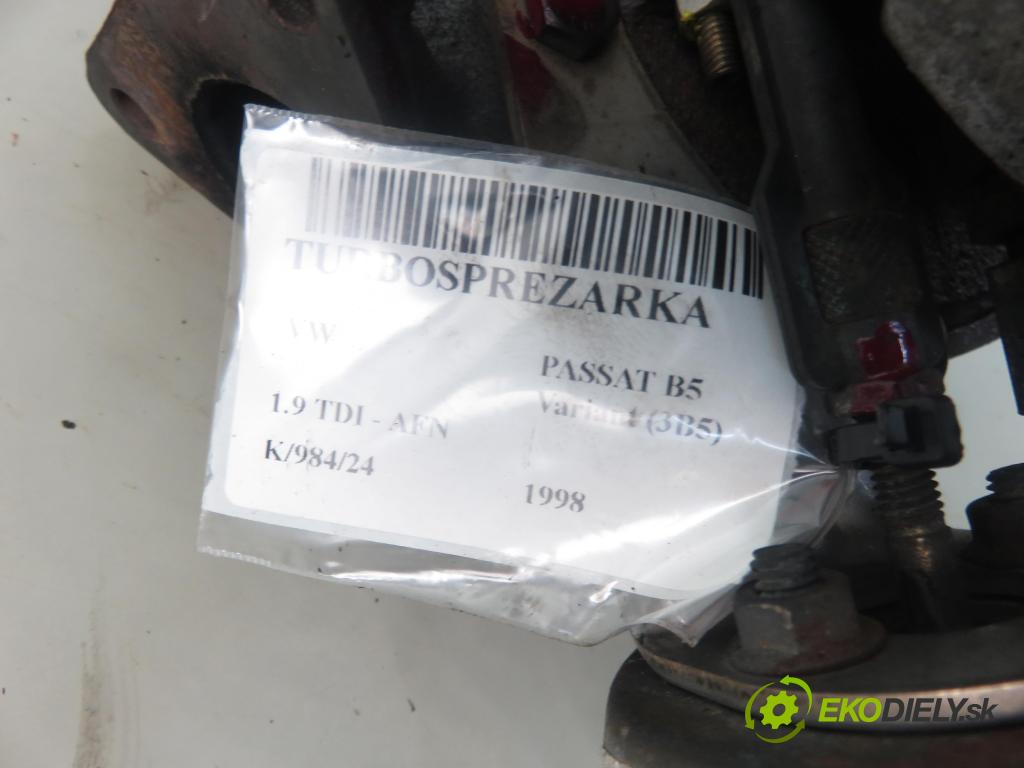 TURBOSPREZARKA
VW
PASSAT B5
Variant (3B5)
1.9 TDI - AFN
K/984/24
1998
EKODIELY.sk